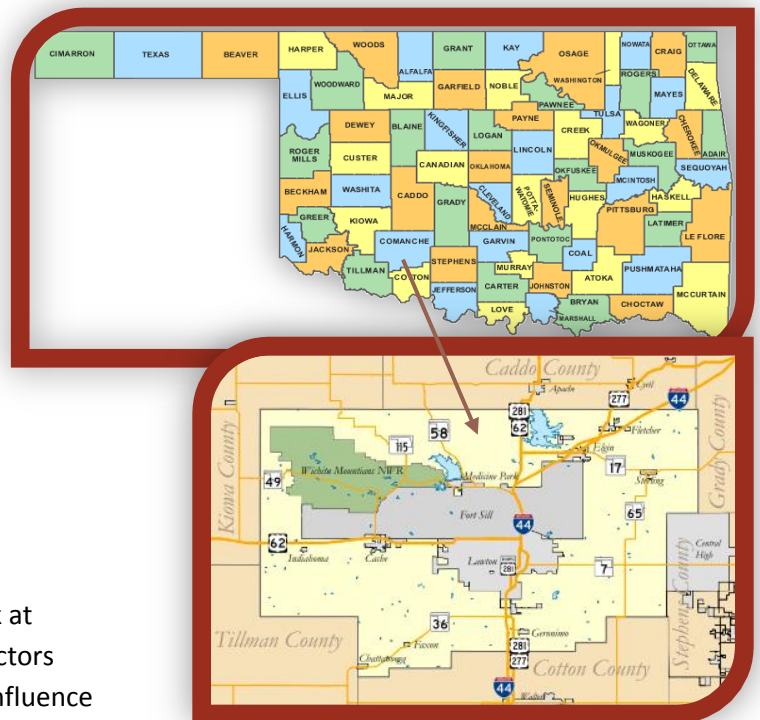 CIMARRON TEXAS BEAVER HARPER WOODS ALFALFA GRANT KAY OSAGE WASHINGTON NOWATA CRAIG OTTAWA
ELLIS WOODWARD MAJOR GARFIELD NOBLE PAWNEE TULSA ROGERS MAYES DELAWARE
ROGER
MILLS
DEWEY BLAINE KINGFISHER LOGAN PAYNE CREEK WAGONER CHEROKEE ADAIR
CUSTER CANADIAN OKLAHOMA LINCOLN OKFUSKEE OKMULGEE MUSKOGEE SEQUOYAH
BECKHAM WASHITA CADDO GRADY CLEVELAND
POTTA-
WATOMIE
SEMINOLE HUGHES MCINTOSH HASKELL
GREER KIOWA MCCLAIN PITTSBURG LATIMER LE FLORE
HARMON JACKSON COMANCHE GARVIN PONTOTOC COAL
TILLMAN COTTON STEPHENS MURRAY JOHNSTON ATOKA PUSHMATAHA MCCURTAIN
JEFFERSON CARTER LOVE MARSHALL BRYAN CHOCTAW
Caddo County
Apache Cyril
281
62
277
44
58
115
Fletcher
Elgin
Kiowa County
Wichita Mountians NWR
Medicine Park
17
Sterling
Grady County
49
Fort Sill
44
65
62
Indiahoma Cache
Lawton
281
7
Central
High
Stephens County
36
Geronimo
Tillman County
Faxon
Chattanooga
281
277
Cotton County
44
at
ctors
nfluence